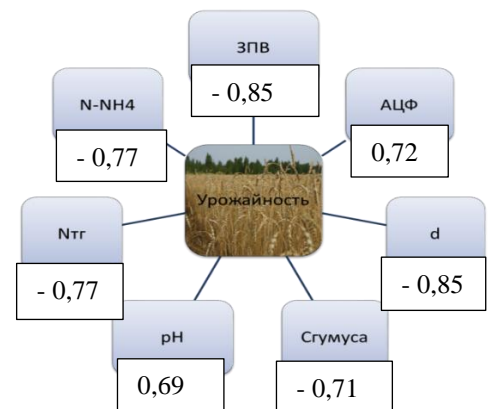 ЗПВ
- 0,85
N-NH4
- 0,77
АЦФ
0,72
Урожайность
Nтг
- 0,77
d
- 0,85
pH
0,69
Сгумуса
- 0,71